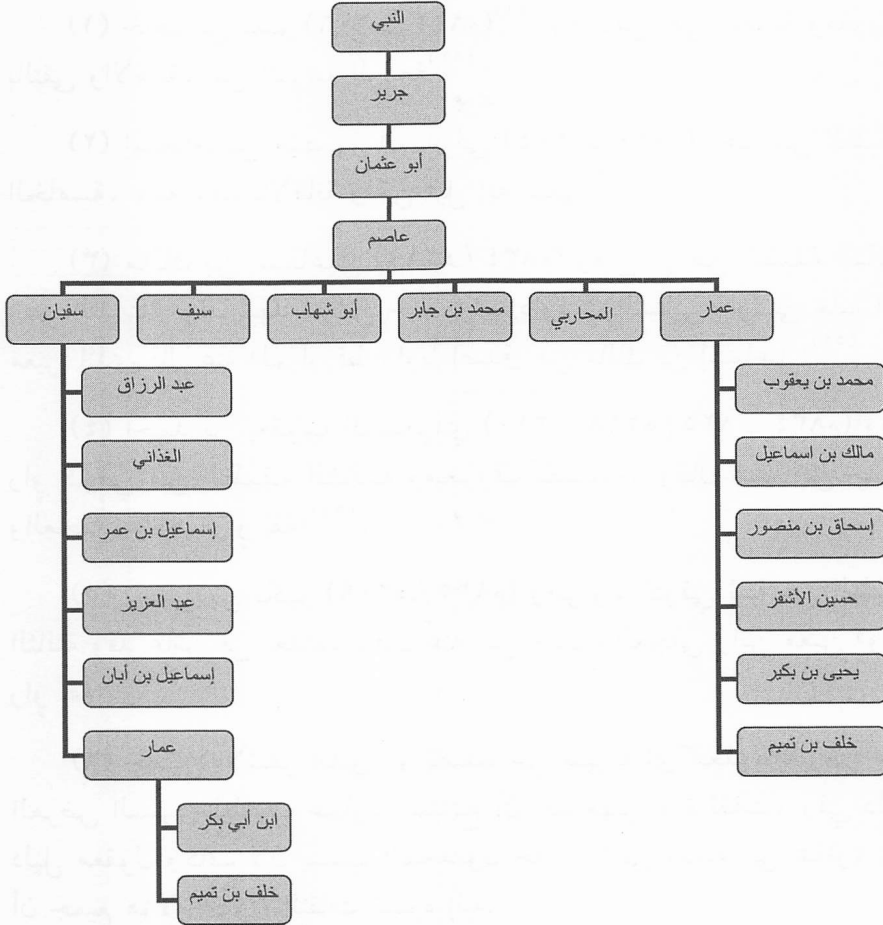 النبي
جرير
أبو عثمان
عاصم
عمار
المحاربي
محمد بن جابر
أبو شهاب
سيف
سفيان
محمد بن يعقوب
مالك بن اسماعيل
إسحاق بن منصور
حسين الأشقر
يحيى بن بكير
خلف بن تميم
عبد الرزاق
الغذاني
إسماعيل بن عمر
عبد العزيز
إسماعيل بن أبان
عمار
ابن أبي بكر
خلف بن تميم